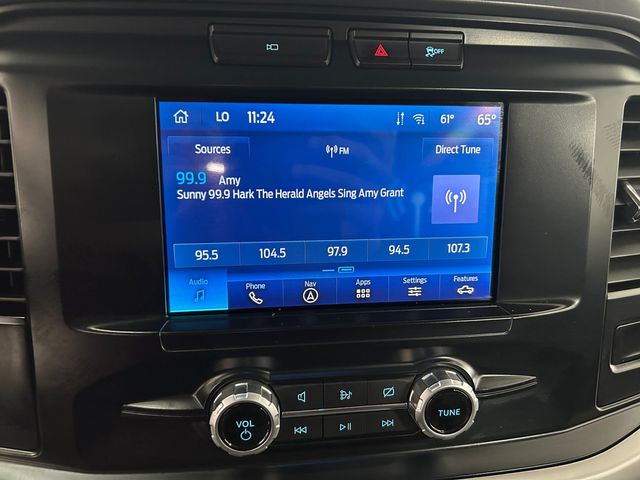 OFF
LO 11:24 61° 65°
Sources FM Direct Tune
99.9 Amy
Sunny 99.9 Hark The Herald Angels Sing Amy Grant
95.5 104.5 97.9 94.5 107.3
Audio Phone Nav Apps Settings Features
VOL TUNE